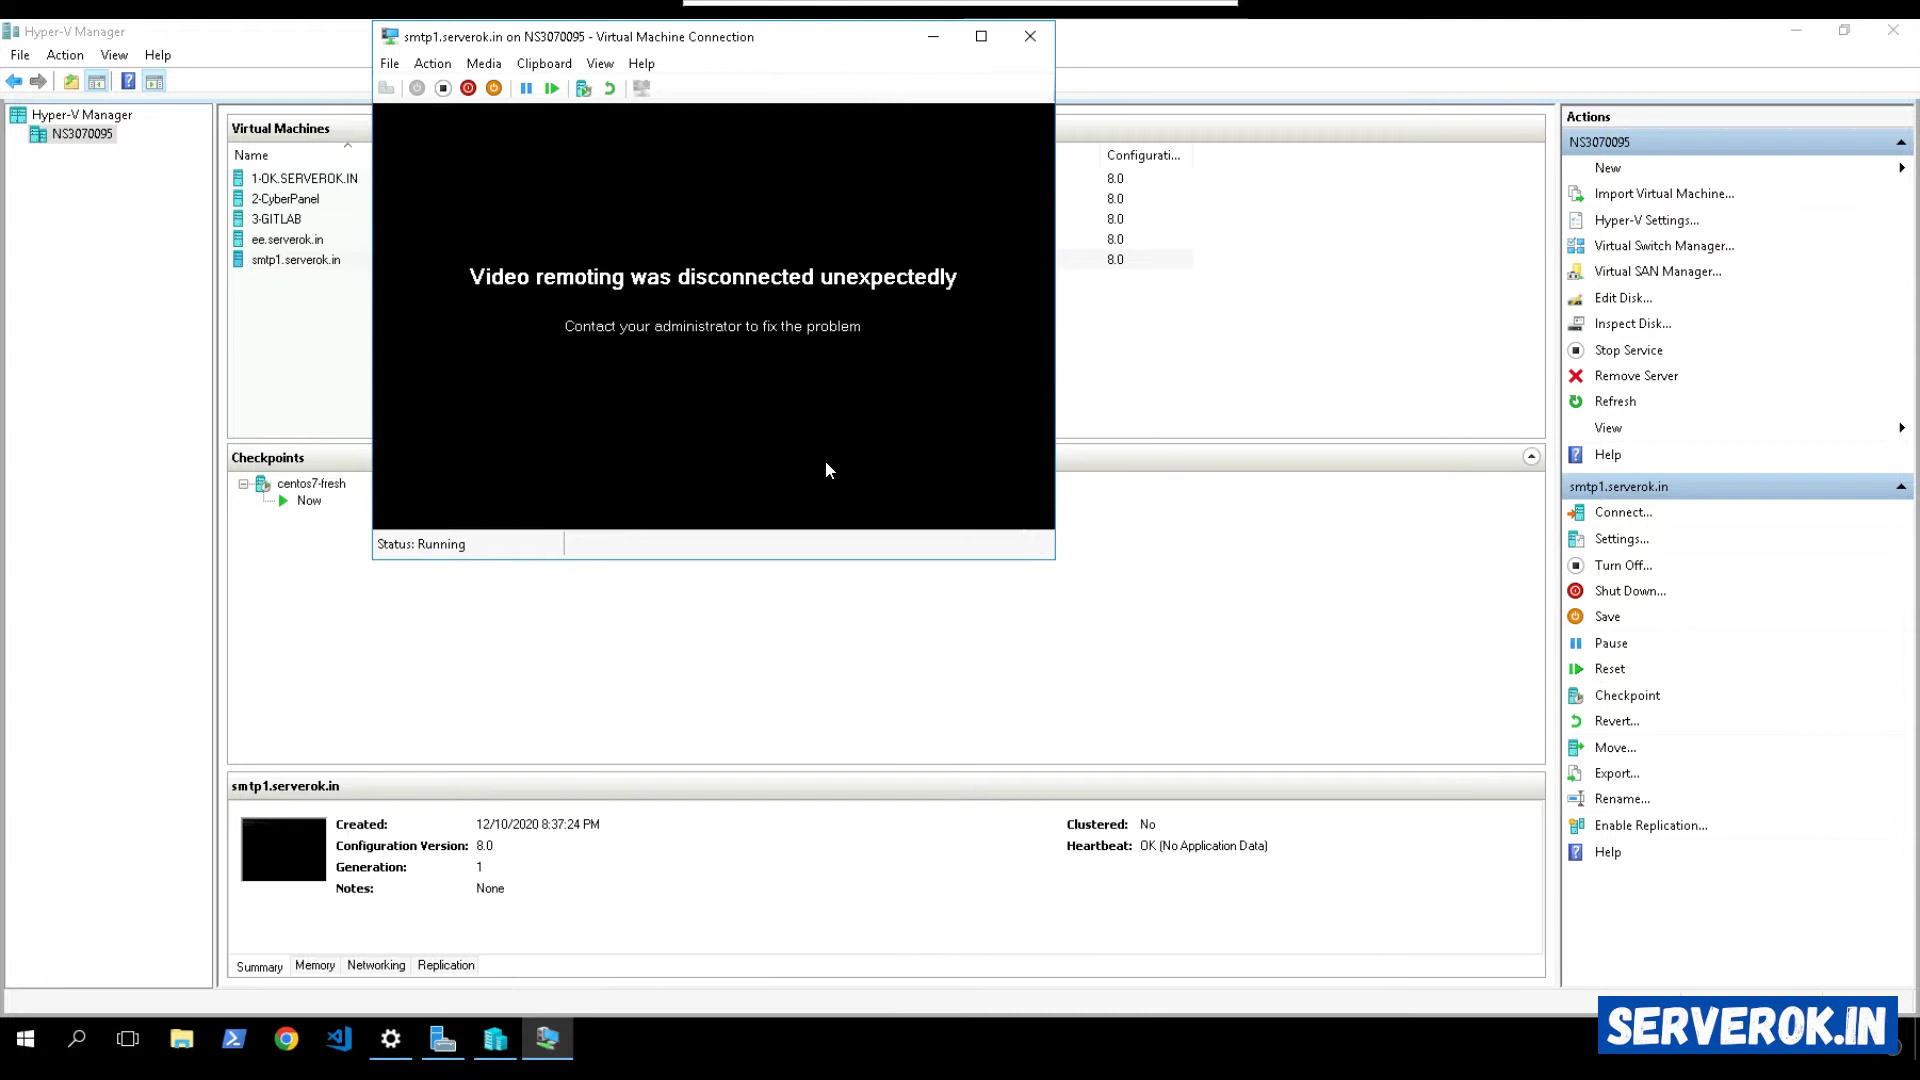 Hyper-V Manager
File Action View Help
Hyper-V Manager
NS3070095
Virtual Machines
Name
1-OK.SERVEROK.IN
2-CyberPanel
3-GITLAB
ee.serverok.in
smtp1.serverok.in
Configurati...
8.0
8.0
8.0
8.0
8.0
smtp1.serverok.in on NS3070095 - Virtual Machine Connection
File Action Media Clipboard View Help
Video remoting was disconnected unexpectedly
Contact your administrator to fix the problem
Status: Running
Checkpoints
centos7-fresh
Now
smtp1.serverok.in
Created: 12/10/2020 8:37:24 PM
Configuration Version: 8.0
Generation: 1
Notes: None
Clustered: No
Heartbeat: OK (No Application Data)
Summary Memory Networking Replication
Actions
NS3070095
New
Import Virtual Machine...
Hyper-V Settings...
Virtual Switch Manager...
Virtual SAN Manager...
Edit Disk...
Inspect Disk...
Stop Service
Remove Server
Refresh
View
Help
smtp1.serverok.in
Connect...
Settings...
Turn Off...
Shut Down...
Save
Pause
Reset
Checkpoint
Revert...
Move...
Export...
Rename...
Enable Replication...
Help
SERVEROK.IN